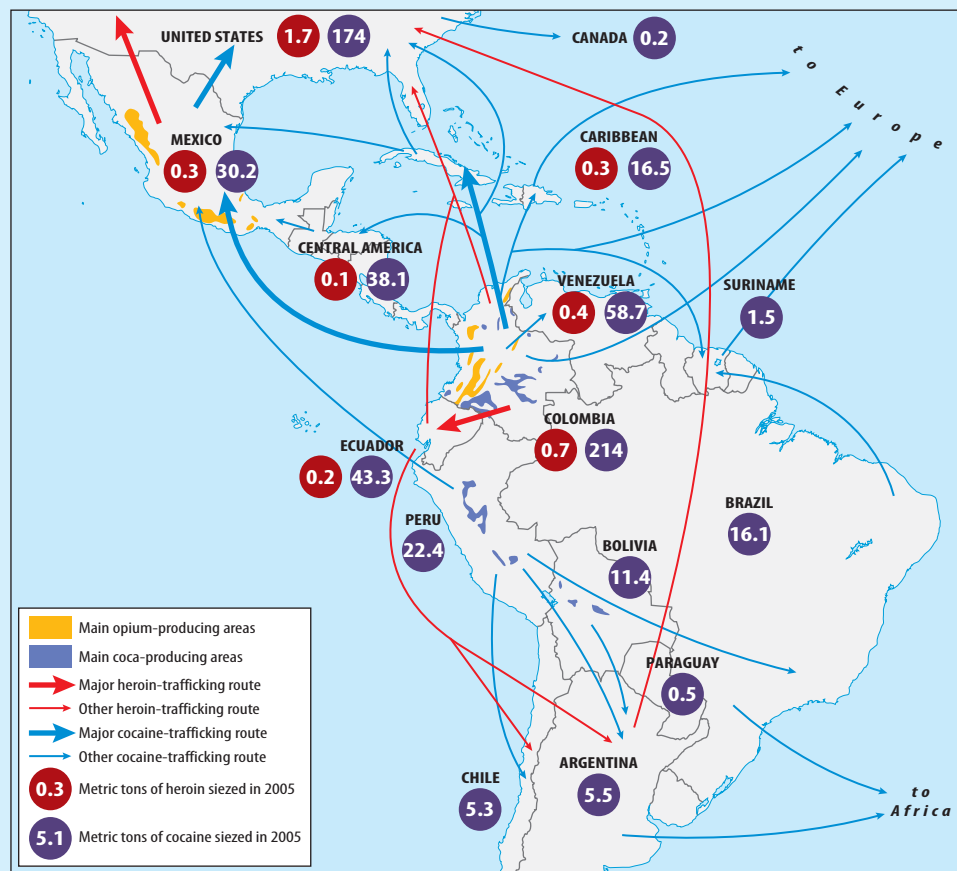 UNITED STATES 1.7 174
CANADA 0.2
to Europe
MEXICO
0.3 30.2
CARIBBEAN
0.3 16.5
CENTRAL AMERICA
0.1 38.1
VENEZUELA
0.4 58.7
SURINAME
1.5
COLOMBIA
0.7 214
ECUADOR
0.2 43.3
PERU
22.4
BRAZIL
16.1
BOLIVIA
11.4
PARAGUAY
0.5
ARGENTINA
5.5
CHILE
5.3
to
Africa
Main opium-producing areas
Main coca-producing areas
Major heroin-trafficking route
Other heroin-trafficking route
Major cocaine-trafficking route
Other cocaine-trafficking route
0.3 Metric tons of heroin siezed in 2005
5.1 Metric tons of cocaine siezed in 2005